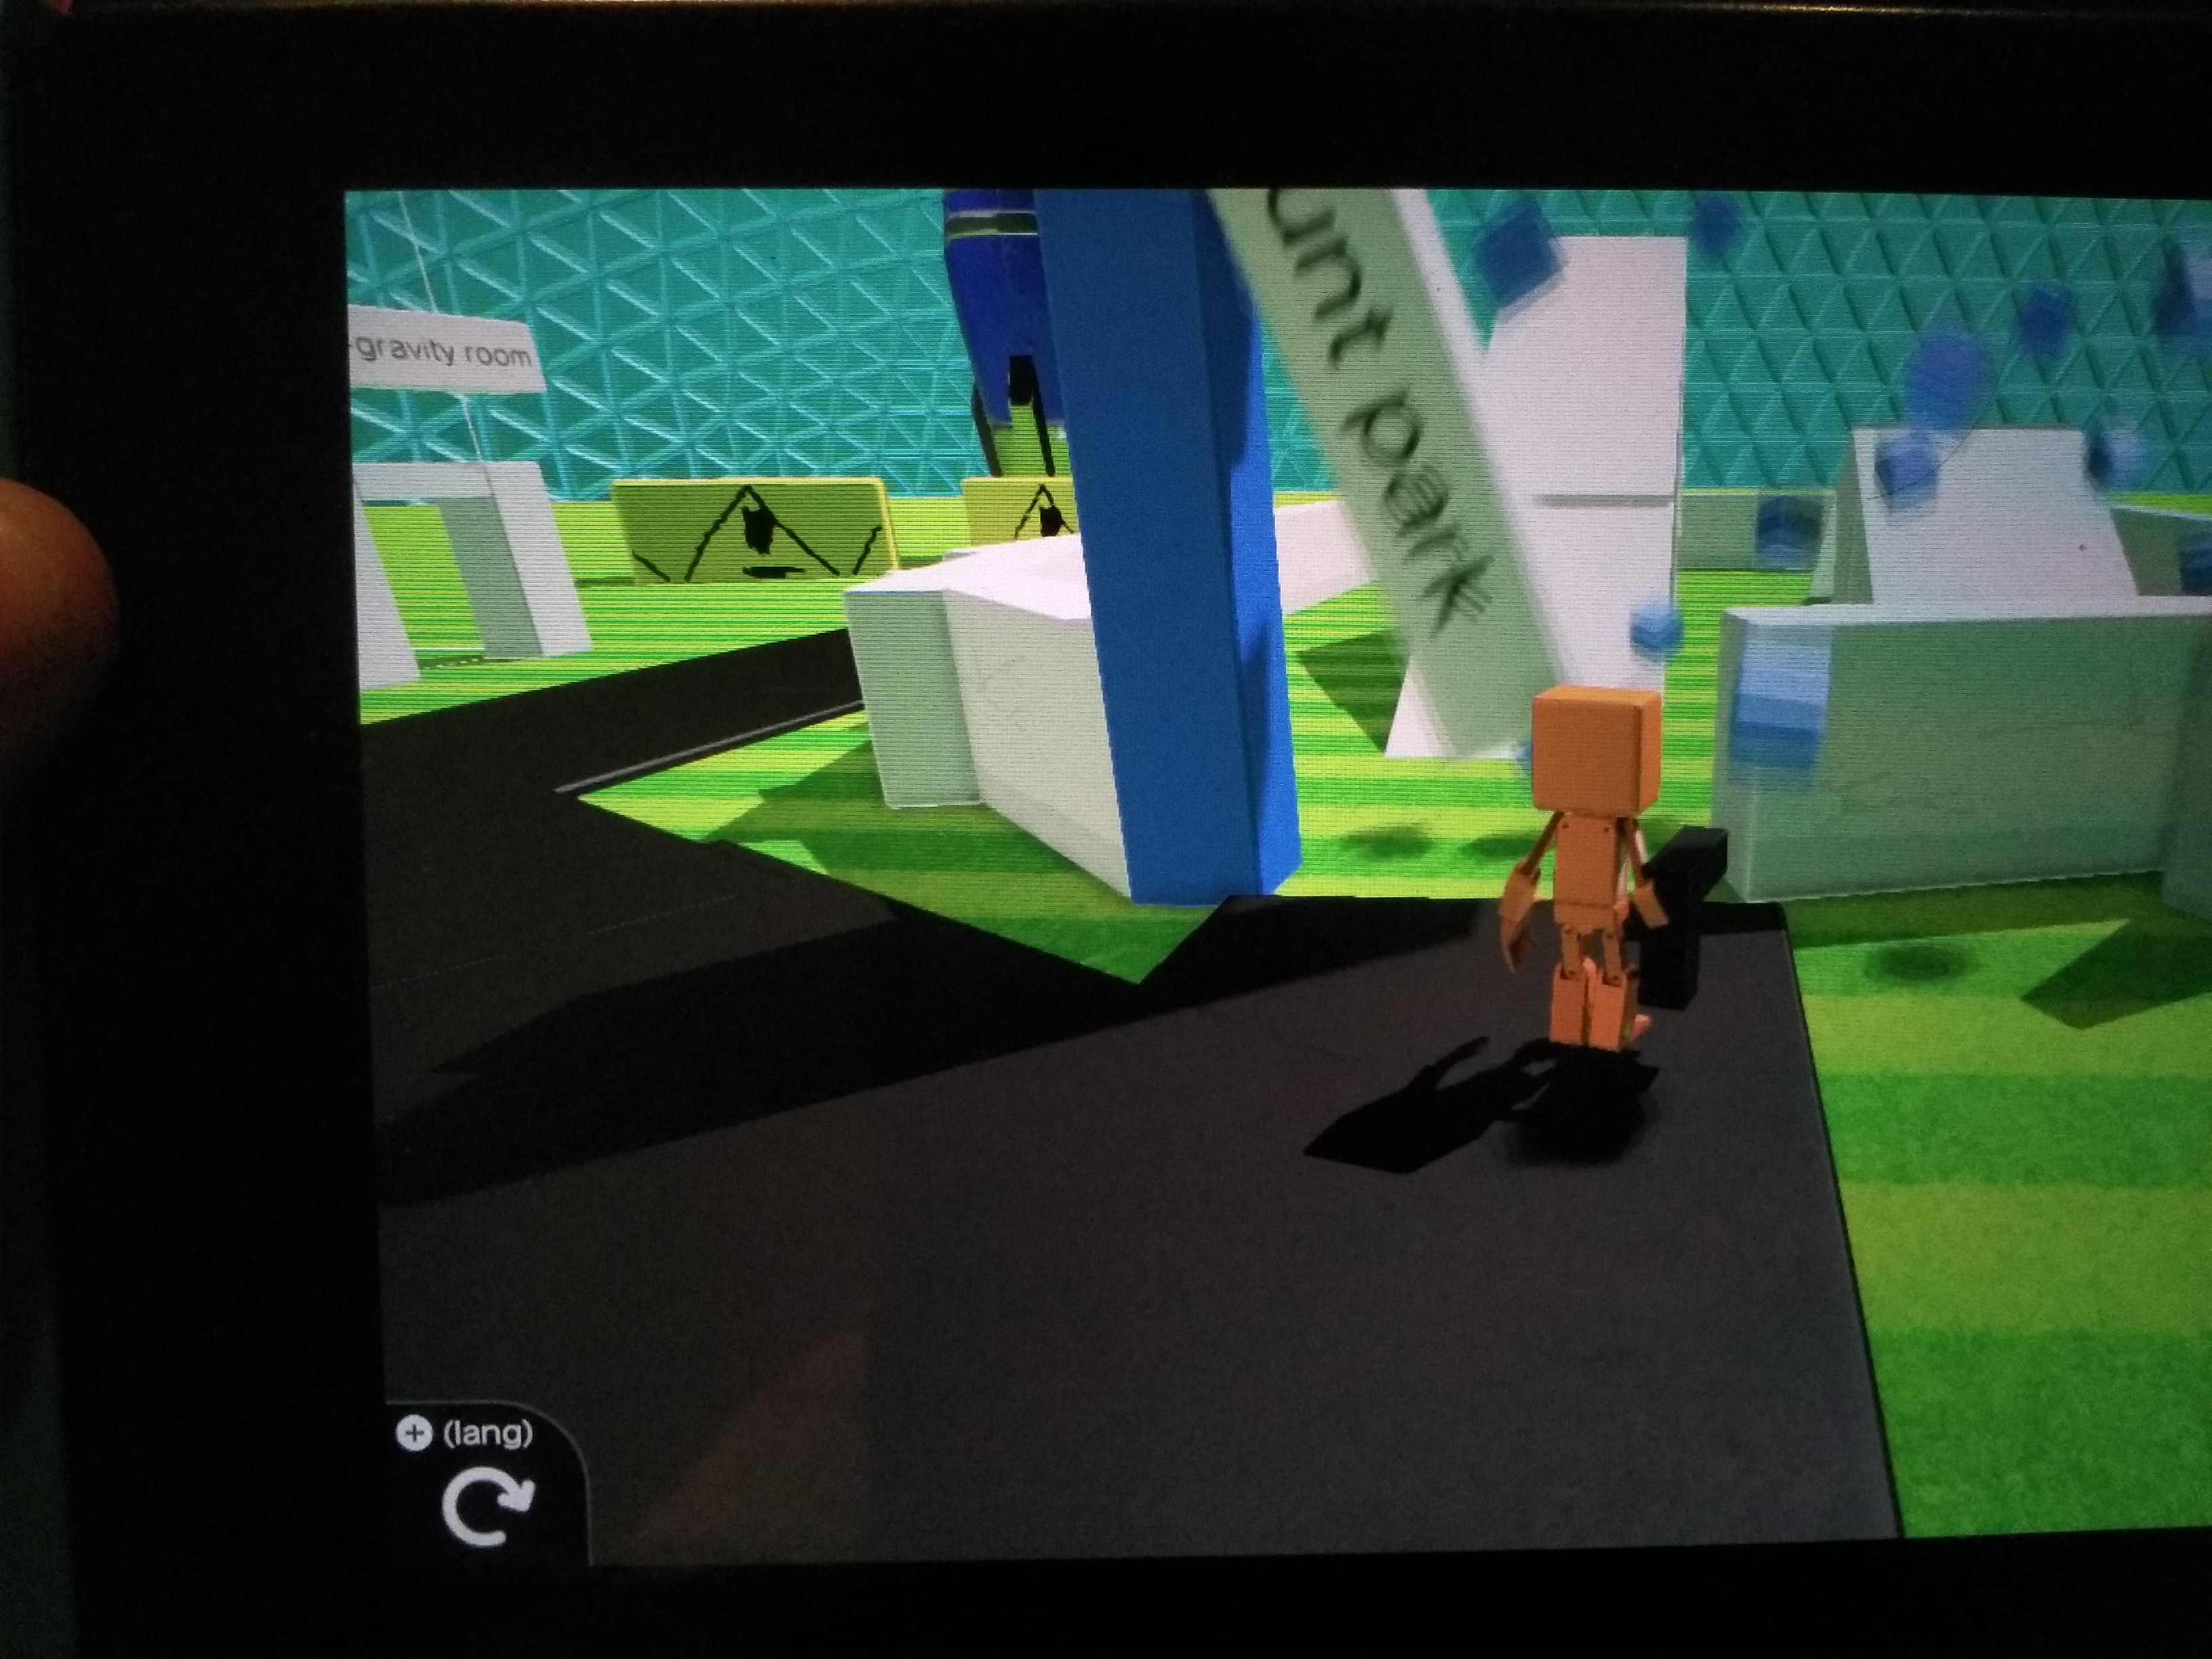 -gravity room
unt park
+ (lang)